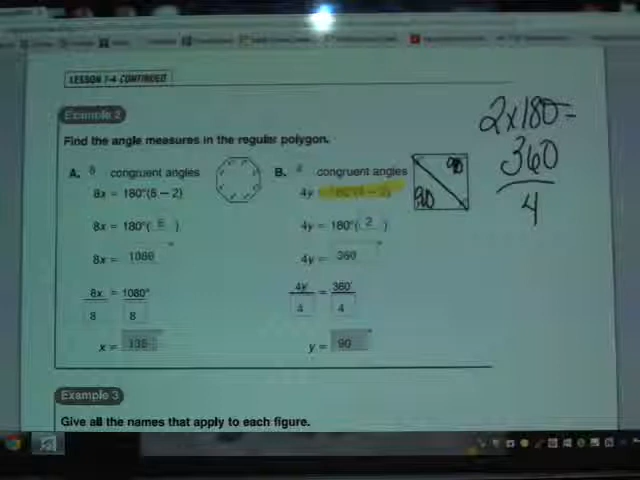 LESSON 7-4 CONTINUED
Example 2
Find the angle measures in the regular polygon.
A. 8 congruent angles
8x = 180°(8 − 2)
8x = 180°( 6 )
8x = 1080°
8x = 1080°
8 8
x =
B. 4 congruent angles
4y = 180°(4 − 2)
4y = 180°( 2 )
4y = 360°
4y = 360°
4 4
y = 90°
90
90
2x180=
360
4
Example 3
Give all the names that apply to each figure.